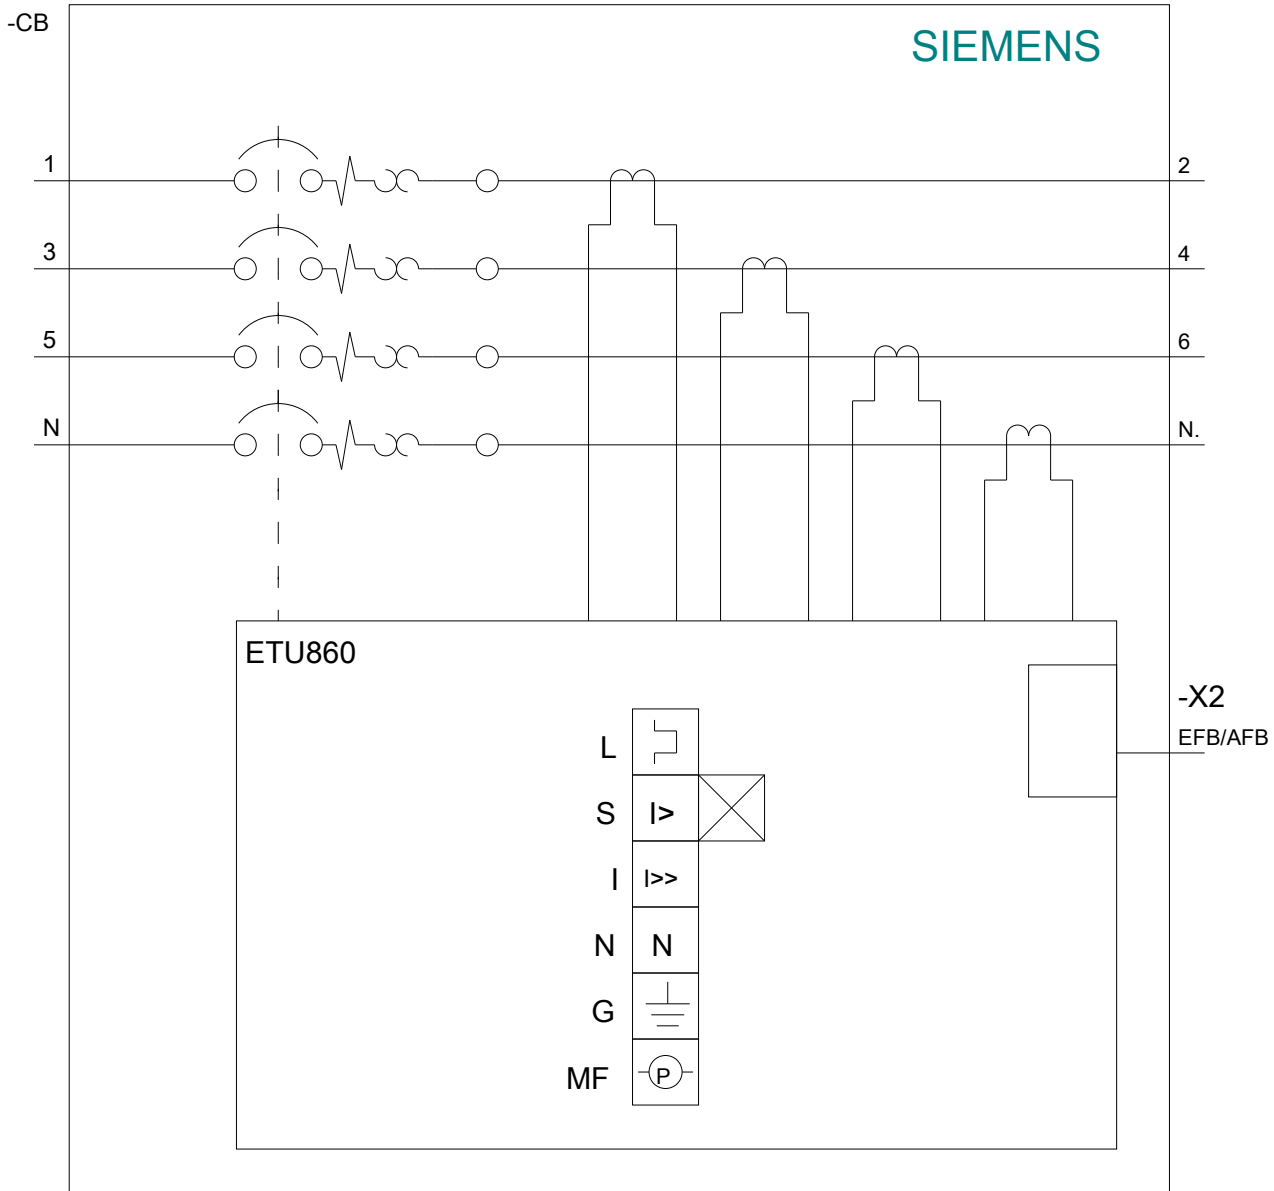 -CB
SIEMENS
1 2
3 4
5 6
N N.
ETU860
-X2
EFB/AFB
L
S I>
I I>>
N N
G
MF P